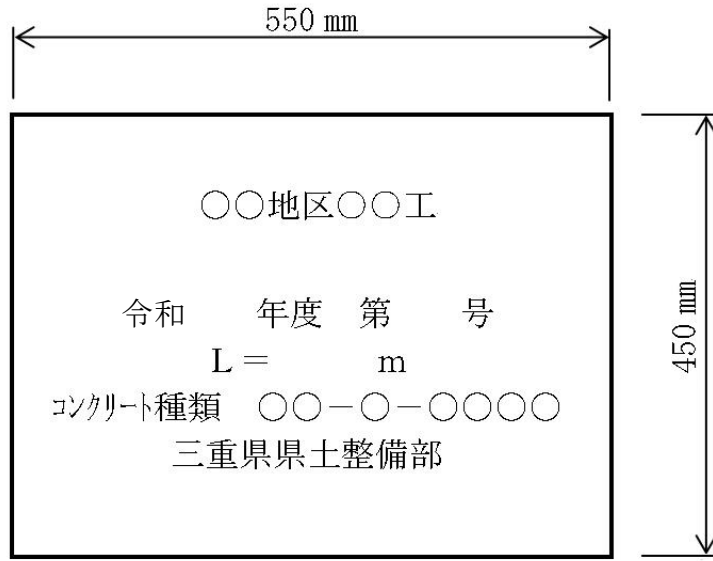 550 mm
○○地区○○工
令和　　年度　第　　号
L＝　　　m
コンクリート種類　○○－○－○○○○
三重県県土整備部
450 mm